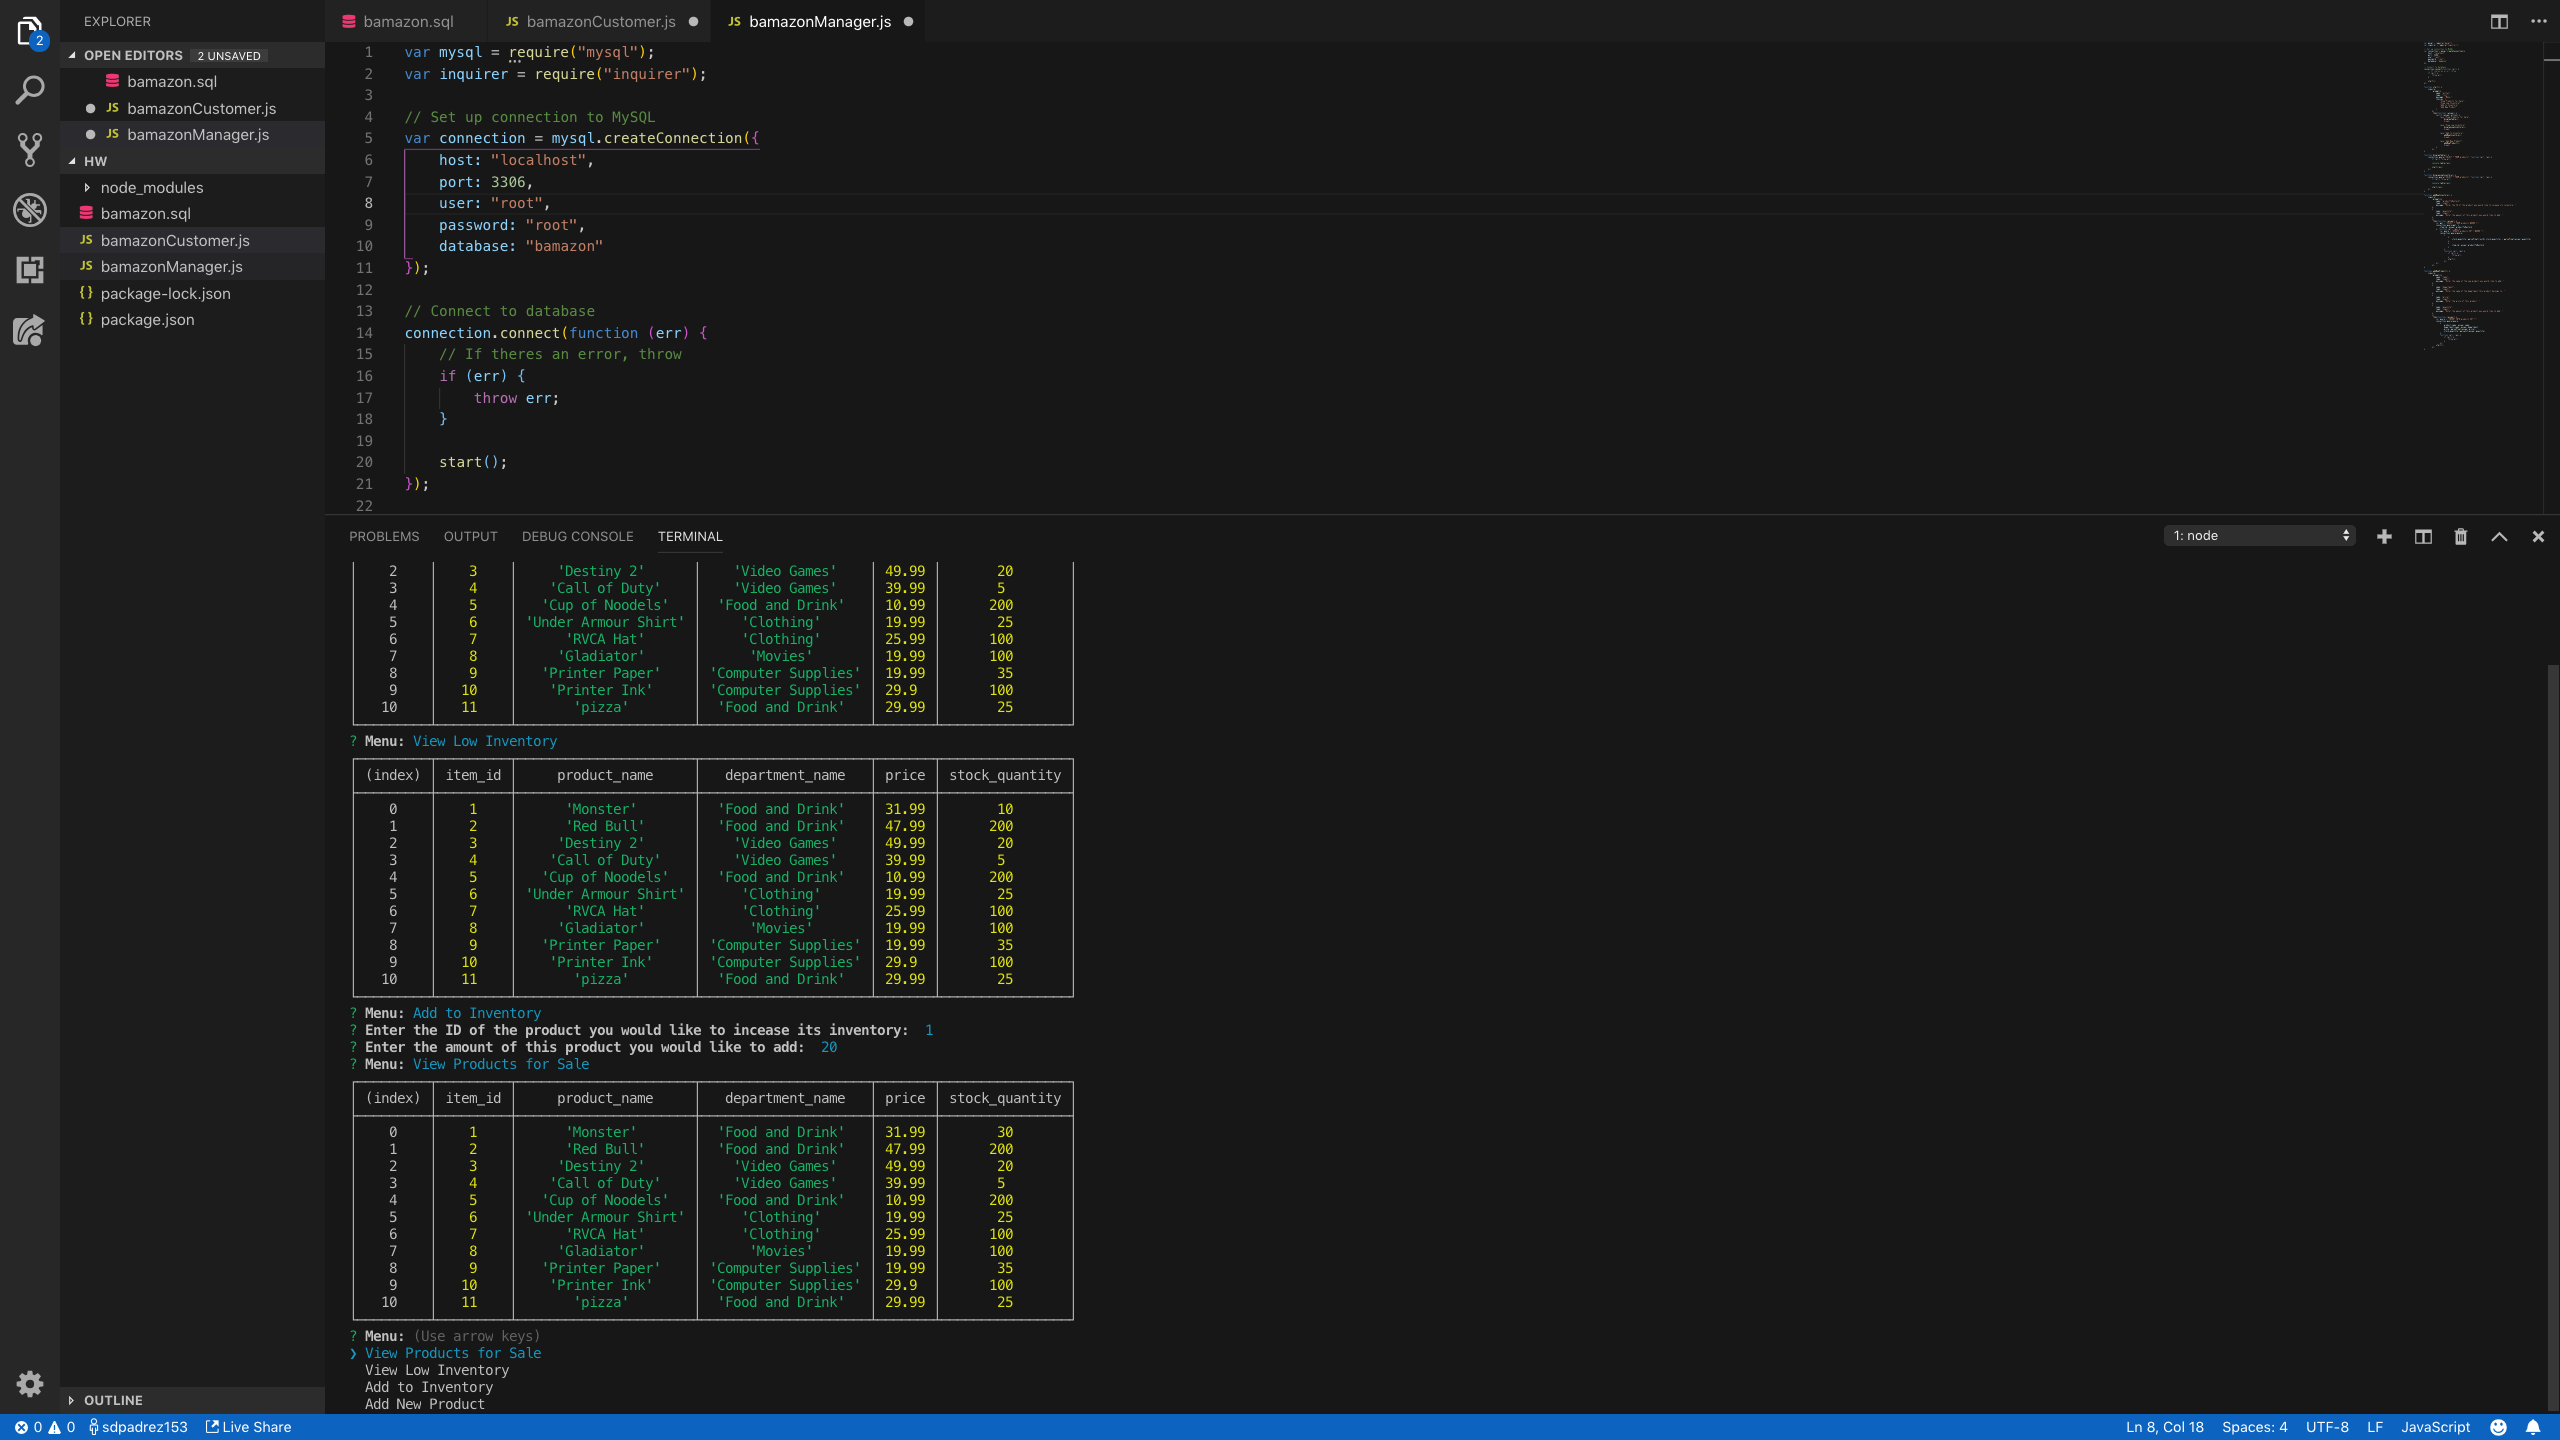 EXPLORER
OPEN EDITORS 2 UNSAVED
bamazon.sql
JS bamazonCustomer.js
JS bamazonManager.js
HW
node_modules
bamazon.sql
JS bamazonCustomer.js
JS bamazonManager.js
{} package-lock.json
{} package.json
OUTLINE
2
bamazon.sql JS bamazonCustomer.js JS bamazonManager.js
1 var mysql = require("mysql");
2 var inquirer = require("inquirer");
3
4 // Set up connection to MySQL
5 var connection = mysql.createConnection({
6 host: "localhost",
7 port: 3306,
8 user: "root",
9 password: "root",
10 database: "bamazon"
11 });
12
13 // Connect to database
14 connection.connect(function (err) {
15 // If theres an error, throw
16 if (err) {
17 throw err;
18 }
19
20 start();
21 });
22
PROBLEMS OUTPUT DEBUG CONSOLE TERMINAL 1: node
2 3 'Destiny 2' 'Video Games' 49.99 20
3 4 'Call of Duty' 'Video Games' 39.99 5
4 5 'Cup of Noodels' 'Food and Drink' 10.99 200
5 6 'Under Armour Shirt' 'Clothing' 19.99 25
6 7 'RVCA Hat' 'Clothing' 25.99 100
7 8 'Gladiator' 'Movies' 19.99 100
8 9 'Printer Paper' 'Computer Supplies' 19.99 35
9 10 'Printer Ink' 'Computer Supplies' 29.9 100
10 11 'pizza' 'Food and Drink' 29.99 25
? Menu: View Low Inventory
(index) item_id product_name department_name price stock_quantity
0 1 'Monster' 'Food and Drink' 31.99 10
1 2 'Red Bull' 'Food and Drink' 47.99 200
2 3 'Destiny 2' 'Video Games' 49.99 20
3 4 'Call of Duty' 'Video Games' 39.99 5
4 5 'Cup of Noodels' 'Food and Drink' 10.99 200
5 6 'Under Armour Shirt' 'Clothing' 19.99 25
6 7 'RVCA Hat' 'Clothing' 25.99 100
7 8 'Gladiator' 'Movies' 19.99 100
8 9 'Printer Paper' 'Computer Supplies' 19.99 35
9 10 'Printer Ink' 'Computer Supplies' 29.9 100
10 11 'pizza' 'Food and Drink' 29.99 25
? Menu: Add to Inventory
? Enter the ID of the product you would like to incease its inventory: 1
? Enter the amount of this product you would like to add: 20
? Menu: View Products for Sale
(index) item_id product_name department_name price stock_quantity
0 1 'Monster' 'Food and Drink' 31.99 30
1 2 'Red Bull' 'Food and Drink' 47.99 200
2 3 'Destiny 2' 'Video Games' 49.99 20
3 4 'Call of Duty' 'Video Games' 39.99 5
4 5 'Cup of Noodels' 'Food and Drink' 10.99 200
5 6 'Under Armour Shirt' 'Clothing' 19.99 25
6 7 'RVCA Hat' 'Clothing' 25.99 100
7 8 'Gladiator' 'Movies' 19.99 100
8 9 'Printer Paper' 'Computer Supplies' 19.99 35
9 10 'Printer Ink' 'Computer Supplies' 29.9 100
10 11 'pizza' 'Food and Drink' 29.99 25
? Menu: (Use arrow keys)
❯ View Products for Sale
View Low Inventory
Add to Inventory
Add New Product
0 0 sdpadrez153 Live Share Ln 8, Col 18 Spaces: 4 UTF-8 LF JavaScript